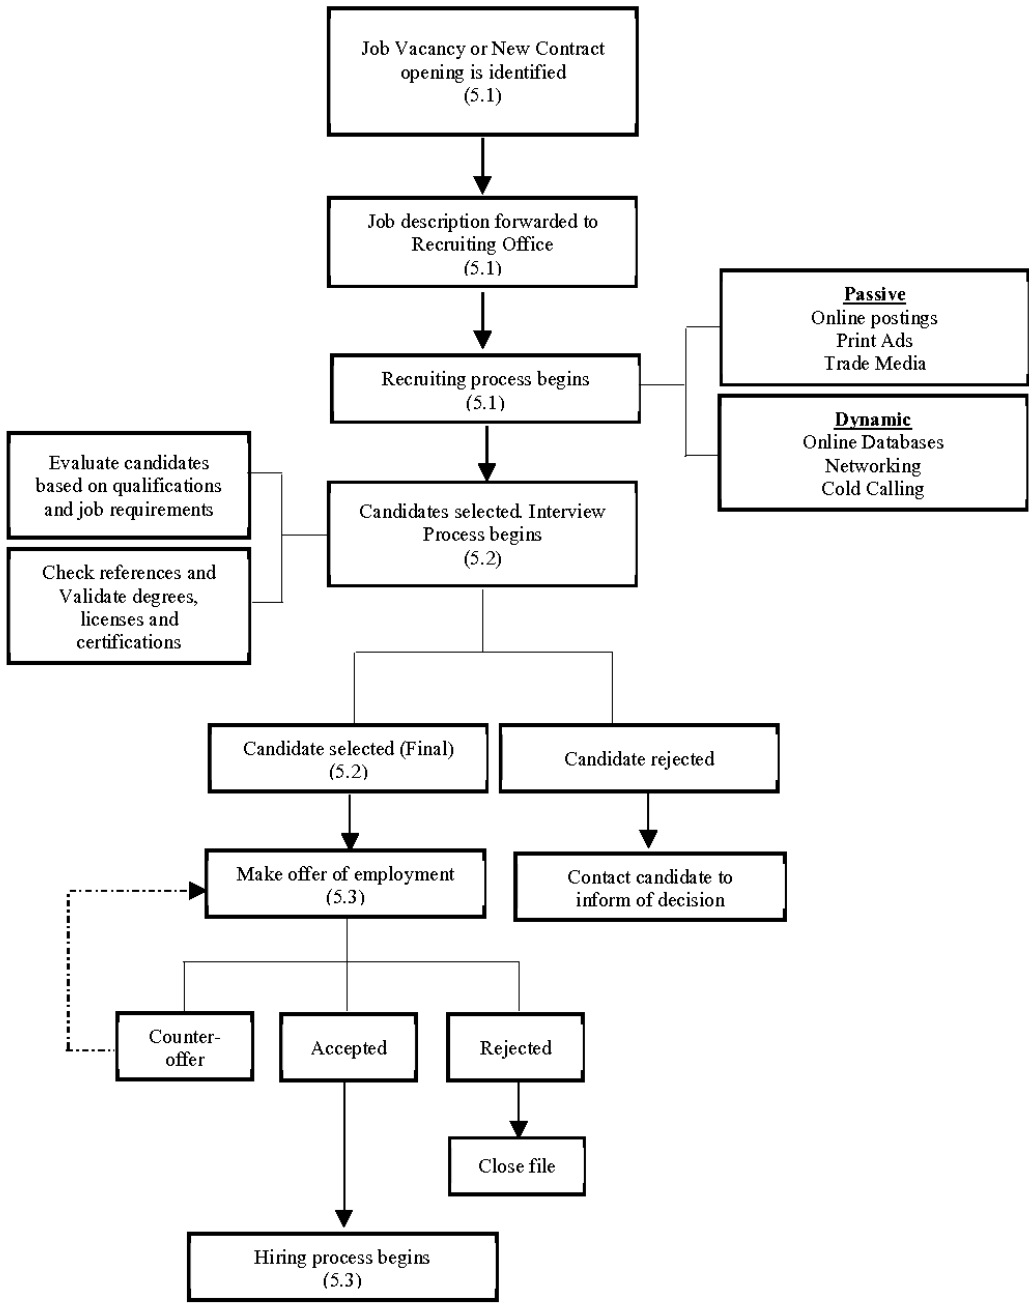 Job Vacancy or New Contract
opening is identified
(5.1)
Job description forwarded to
Recruiting Office
(5.1)
Passive
Online postings
Print Ads
Trade Media
Recruiting process begins
(5.1)
Dynamic
Online Databases
Networking
Cold Calling
Evaluate candidates
based on qualifications
and job requirements
Candidates selected. Interview
Process begins
(5.2)
Check references and
Validate degrees,
licenses and
certifications
Candidate selected (Final)
(5.2)
Candidate rejected
Make offer of employment
(5.3)
Contact candidate to
inform of decision
Counter-
offer
Accepted
Rejected
Close file
Hiring process begins
(5.3)